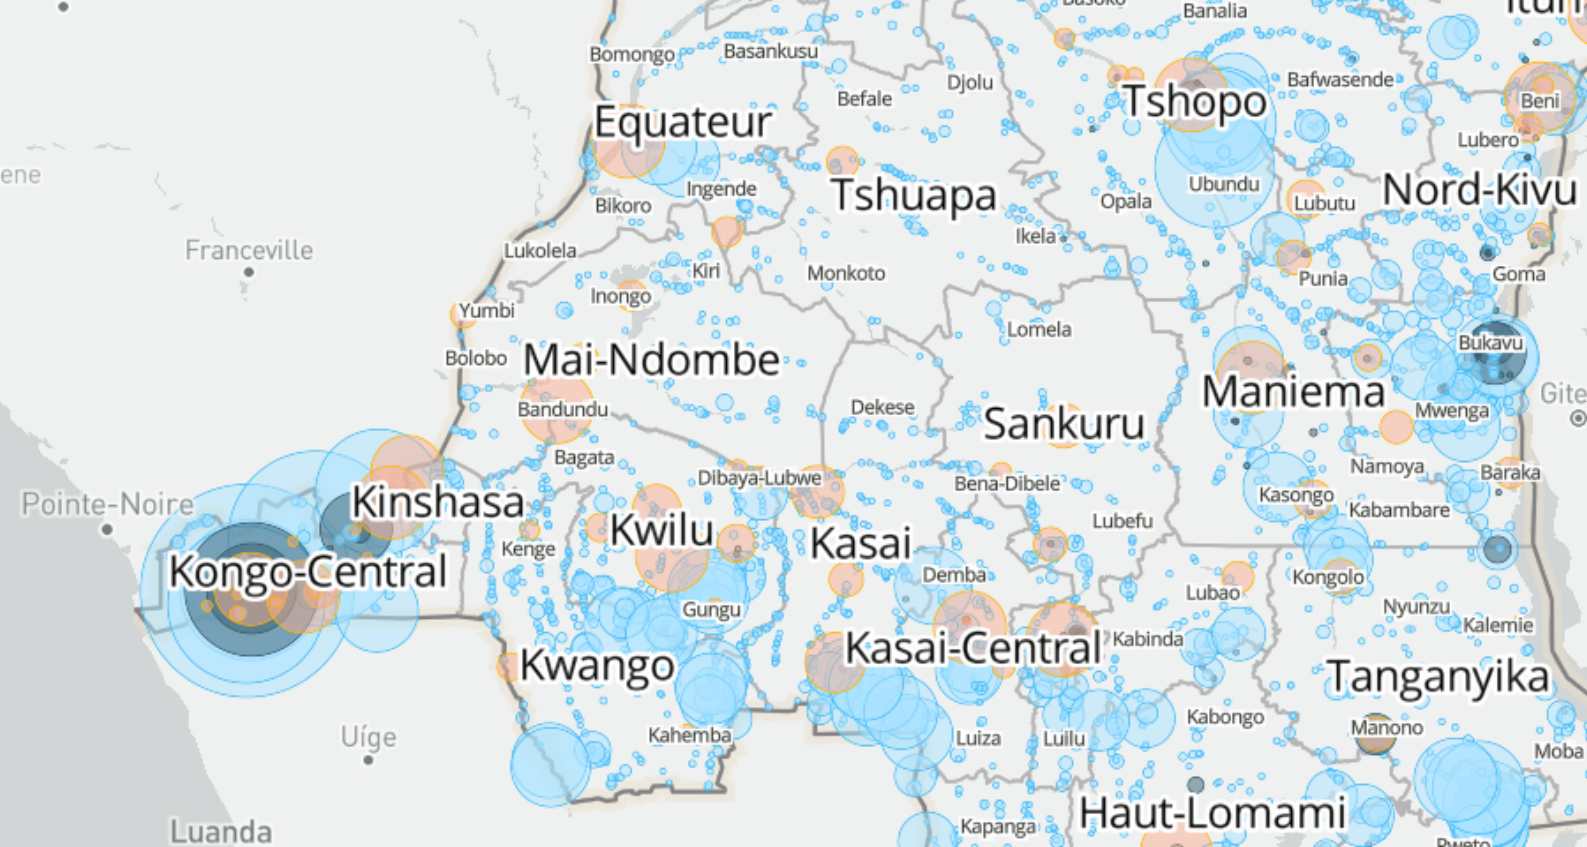 Basoko
Banalia
Bomongo
Basankusu
Djolu
Bafwasende
Befale
Tshopo
Beni
Equateur
Lubero
Ene
Ubundu
Ingende
Tshuapa
Nord-Kivu
Bikoro
Opala
Lubutu
Lukolela
Ikela
Franceville
Kiri
Monkoto
Goma
Punia
Inongo
Yumbi
Lomela
Bukavu
Bolobo
Mai-Ndombe
Maniema
Gite
Bandundu
Dekese
Sankuru
Mwenga
Bagata
Namoya
Baraka
Dibaya-Lubwe
Bena-Dibele
Pointe-Noire
Kinshasa
Kasongo
Kabambare
Kwilu
Lubefu
Kenge
Kasai
Kongo-Central
Demba
Kongolo
Lubao
Gungu
Nyunzu
Kalemie
Kasai-Central
Kabinda
Kwango
Tanganyika
Kabongo
Manono
Uíge
Kahemba
Luiza
Luilu
Moba
Haut-Lomami
Luanda
Kapanga
Pweto